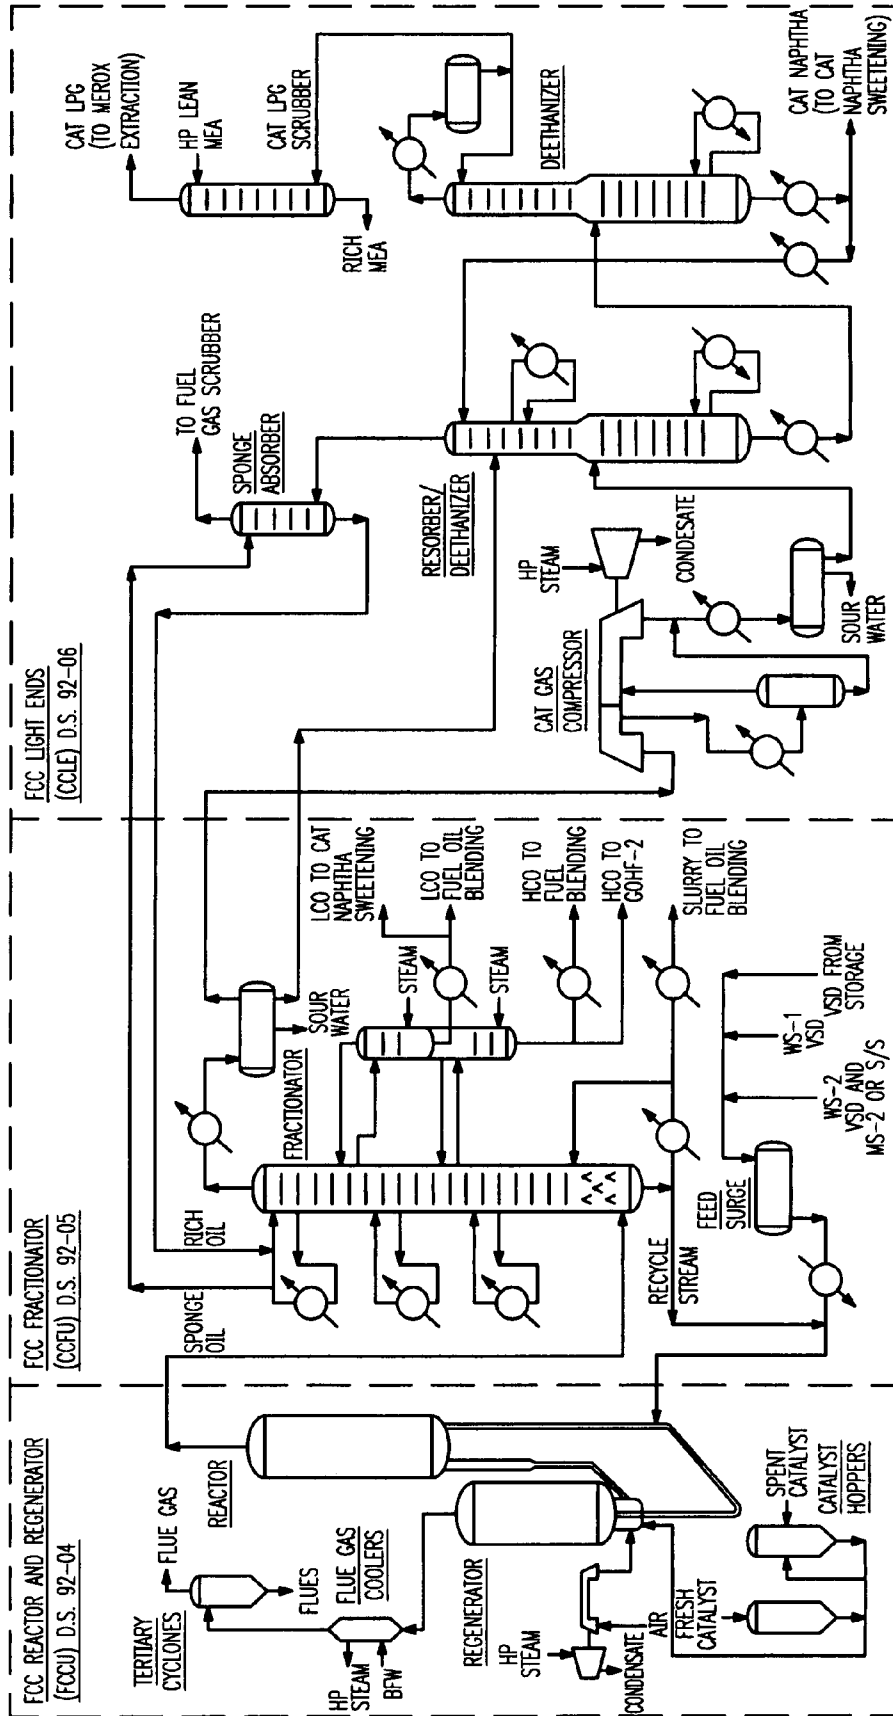 FCC REACTOR AND REGENERATOR
(FCCU) D.S. 92-04
TERTIARY
CYCLONES
FLUE GAS
FLUES
FLUE GAS
COOLERS
HP
STEAM
BFW
REACTOR
REGENERATOR
HP
STEAM
CONDENSATE
AIR
FRESH
CATALYST
SPENT
CATALYST
CATALYST
HOPPERS
FCC FRACTIONATOR
(CCFU) D.S. 92-05
SPONGE
OIL
RICH
OIL
FRACTIONATOR
SOUR
WATER
STEAM
STEAM
LCO TO CAT
NAPHTHA
SWEETENING
LCO TO
FUEL OIL
BLENDING
HCO TO
FUEL
BLENDING
HCO TO
GOHF-2
SLURRY TO
FUEL OIL
BLENDING
RECYCLE
STREAM
FEED
SURGE
WS-2
VSD AND
MS-2 OR S/S
WS-1
VSD
VSD FROM
STORAGE
FCC LIGHT ENDS
(CCLE) D.S. 92-06
SPONGE
ABSORBER
TO FUEL
GAS SCRUBBER
RESORBER/
DEETHANIZER
CAT GAS
COMPRESSOR
HP
STEAM
CONDESATE
SOUR
WATER
CAT LPG
(TO MEROX
EXTRACTION)
HP LEAN
MEA
CAT LPG
SCRUBBER
RICH
MEA
DEETHANIZER
CAT NAPHTHA
(TO CAT
NAPHTHA
SWEETENING)